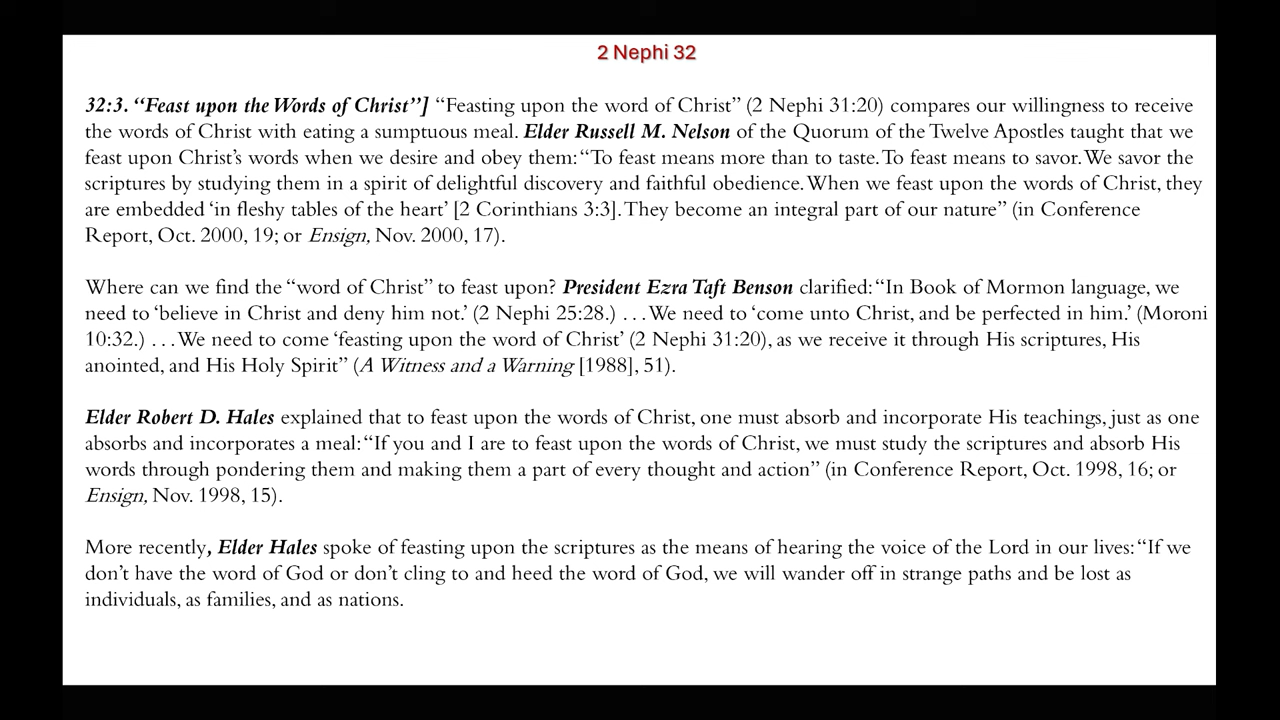 2 Nephi 32
32:3. “Feast upon the Words of Christ”] “Feasting upon the word of Christ” (2 Nephi 31:20) compares our willingness to receive
the words of Christ with eating a sumptuous meal. Elder Russell M. Nelson of the Quorum of the Twelve Apostles taught that we
feast upon Christ’s words when we desire and obey them: “To feast means more than to taste. To feast means to savor. We savor the
scriptures by studying them in a spirit of delightful discovery and faithful obedience. When we feast upon the words of Christ, they
are embedded ‘in fleshy tables of the heart’ [2 Corinthians 3:3]. They become an integral part of our nature” (in Conference
Report, Oct. 2000, 19; or Ensign, Nov. 2000, 17).
Where can we find the “word of Christ” to feast upon? President Ezra Taft Benson clarified: “In Book of Mormon language, we
need to ‘believe in Christ and deny him not.’ (2 Nephi 25:28.) . . . We need to ‘come unto Christ, and be perfected in him.’ (Moroni
10:32.) . . . We need to come ‘feasting upon the word of Christ’ (2 Nephi 31:20), as we receive it through His scriptures, His
anointed, and His Holy Spirit” (A Witness and a Warning [1988], 51).
Elder Robert D. Hales explained that to feast upon the words of Christ, one must absorb and incorporate His teachings, just as one
absorbs and incorporates a meal: “If you and I are to feast upon the words of Christ, we must study the scriptures and absorb His
words through pondering them and making them a part of every thought and action” (in Conference Report, Oct. 1998, 16; or
Ensign, Nov. 1998, 15).
More recently, Elder Hales spoke of feasting upon the scriptures as the means of hearing the voice of the Lord in our lives: “If we
don’t have the word of God or don’t cling to and heed the word of God, we will wander off in strange paths and be lost as
individuals, as families, and as nations.